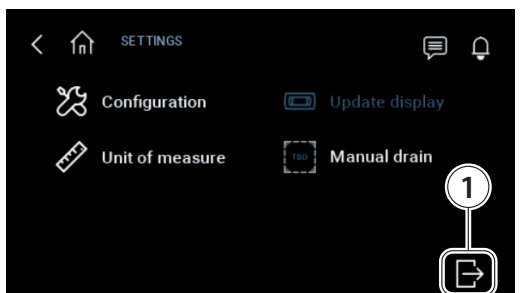 SETTINGS
Configuration
Update display
Unit of measure
TBD
Manual drain
1